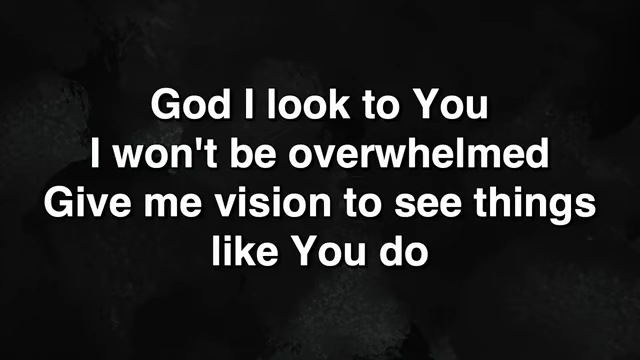 God I look to You
I won't be overwhelmed
Give me vision to see things
like You do